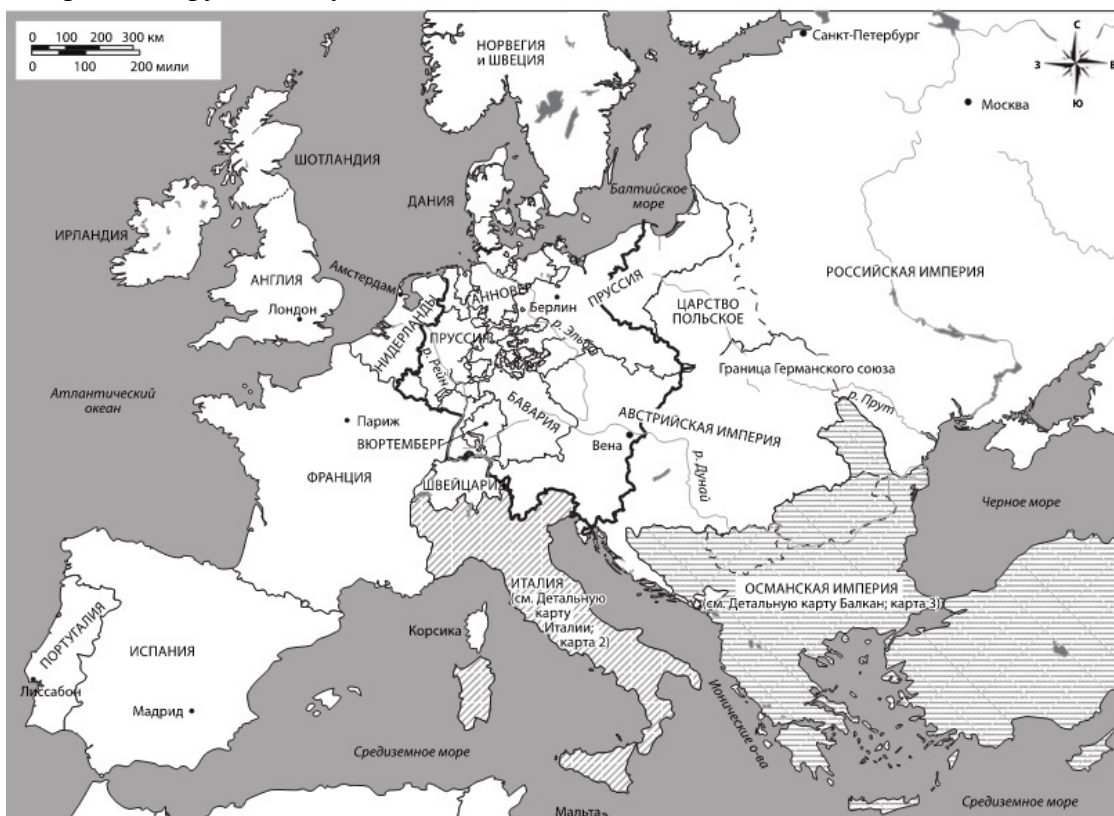 0 100 200 300 км
0 100 200 мили
НОРВЕГИЯ
и ШВЕЦИЯ
Санкт-Петербург
С
З
В
Ю
Москва
ШОТЛАНДИЯ
ДАНИЯ
Балтийское
море
ИРЛАНДИЯ
АНГЛИЯ
Лондон
Амстердам
ГАННОВЕР
Берлин
ПРУССИЯ
РОССИЙСКАЯ ИМПЕРИЯ
ЦАРСТВО
ПОЛЬСКОЕ
НИДЕРЛАНДЫ
ПРУССИЯ
р. Эльба
р. Рейн
Граница Германского союза
Атлантический
океан
Париж
БАВАРИЯ
р. Прут
АВСТРИЙСКАЯ ИМПЕРИЯ
ВЮРТЕМБЕРГ
Вена
р. Дунай
ФРАНЦИЯ
ШВЕЙЦАРИЯ
Черное море
ИТАЛИЯ
(см. Детальную
карту
Италии;
карта 2)
ОСМАНСКАЯ ИМПЕРИЯ
(см. Детальную карту Балкан; карта 3)
Корсика
ПОРТУГАЛИЯ
ИСПАНИЯ
Лиссабон
Мадрид
Ионические о-ва
Средиземное море
Мальта
Средиземное море